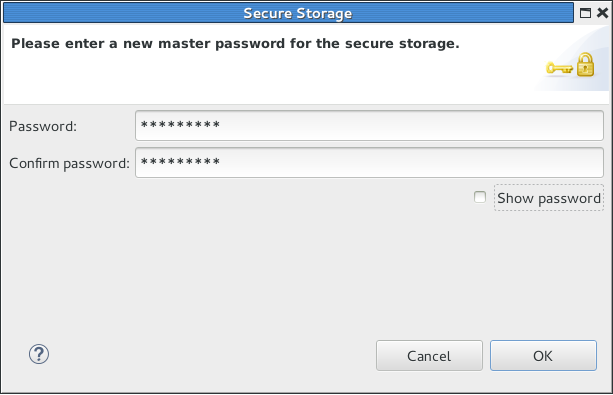 Secure Storage
Please enter a new master password for the secure storage.
Password: *********
Confirm password: *********
Show password
? Cancel OK